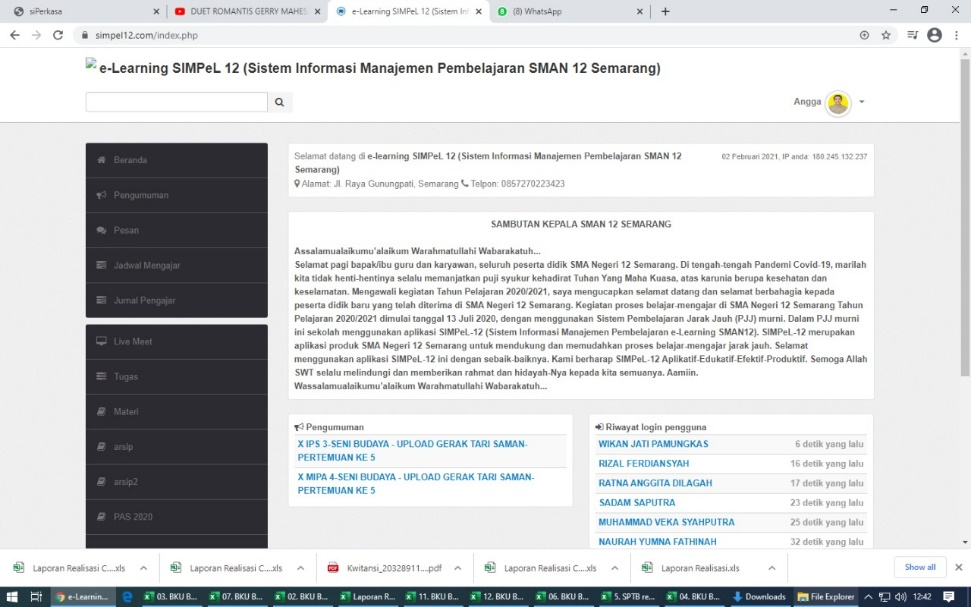 siPerkasa
DUET ROMANTIS GERRY MAHES
e-Learning SIMPeL 12 (Sistem In
(8) WhatsApp
simpel12.com/index.php
e-Learning SIMPeL 12 (Sistem Informasi Manajemen Pembelajaran SMAN 12 Semarang)
Angga
Beranda
Pengumuman
Pesan
Jadwal Mengajar
Jurnal Pengajar
Live Meet
Tugas
Materi
arsip
arsip2
PAS 2020
Selamat datang di e-learning SIMPeL 12 (Sistem Informasi Manajemen Pembelajaran SMAN 12
Semarang)
02 Februari 2021, IP anda: 180.245.132.237
Alamat: Jl. Raya Gunungpati, Semarang Telpon: 0857270223423
SAMBUTAN KEPALA SMAN 12 SEMARANG
Assalamualaikumu'alaikum Warahmatullahi Wabarakatuh...
Selamat pagi bapak/ibu guru dan karyawan, seluruh peserta didik SMA Negeri 12 Semarang. Di tengah-tengah Pandemi Covid-19, marilah
kita tidak henti-hentinya selalu memanjatkan puji syukur kehadirat Tuhan Yang Maha Kuasa, atas karunia berupa kesehatan dan
keselamatan. Mengawali kegiatan Tahun Pelajaran 2020/2021, saya mengucapkan selamat datang dan selamat berbahagia kepada
peserta didik baru yang telah diterima di SMA Negeri 12 Semarang. Kegiatan proses belajar-mengajar di SMA Negeri 12 Semarang Tahun
Pelajaran 2020/2021 dimulai tanggal 13 Juli 2020, dengan menggunakan Sistem Pembelajaran Jarak Jauh (PJJ) murni. Dalam PJJ murni
ini sekolah menggunakan aplikasi SIMPeL-12 (Sistem Informasi Manajemen Pembelajaran e-Learning SMAN12). SIMPeL-12 merupakan
aplikasi produk SMA Negeri 12 Semarang untuk mendukung dan memudahkan proses belajar-mengajar jarak jauh. Selamat
menggunakan aplikasi SIMPeL-12 ini dengan sebaik-baiknya. Kami berharap SIMPeL-12 Aplikatif-Edukatif-Efektif-Produktif. Semoga Allah
SWT selalu melindungi dan memberikan rahmat dan hidayah-Nya kepada kita semuanya. Aamiin.
Wassalamualaikumu'alaikum Warahmatullahi Wabarakatuh...
Pengumuman
X IPS 3-SENI BUDAYA - UPLOAD GERAK TARI SAMAN-
PERTEMUAN KE 5
X MIPA 4-SENI BUDAYA - UPLOAD GERAK TARI SAMAN-
PERTEMUAN KE 5
Riwayat login pengguna
WIKAN JATI PAMUNGKAS 6 detik yang lalu
RIZAL FERDIANSYAH 16 detik yang lalu
RATNA ANGGITA DILAGAH 17 detik yang lalu
SADAM SAPUTRA 23 detik yang lalu
MUHAMMAD VEKA SYAHPUTRA 25 detik yang lalu
NAURAH YUMNA FATHINAH 32 detik yang lalu
Laporan Realisasi C....xls
Laporan Realisasi C....xls
Kwitansi_20328911....pdf
Laporan Realisasi C....xls
Laporan Realisasi.xls
Show all
e-Learnin...
03. BKU B...
07. BKU B...
02. BKU B...
Laporan R...
11. BKU B...
12. BKU B...
06. BKU B...
5. SPTB re...
04. BKU B...
Downloads
File Explorer
12:42